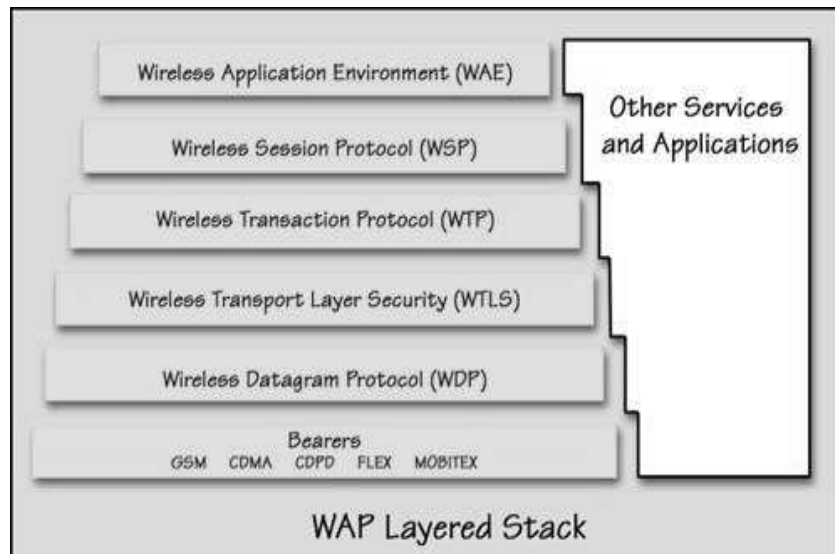 Wireless Application Environment (WAE)
Other Services
and Applications
Wireless Session Protocol (WSP)
Wireless Transaction Protocol (WTP)
Wireless Transport Layer Security (WTLS)
Wireless Datagram Protocol (WDP)
Bearers
GSM CDMA CDPD FLEX MOBITEX
WAP Layered Stack